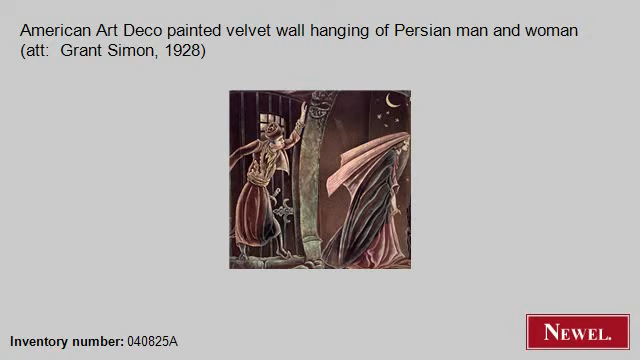 American Art Deco painted velvet wall hanging of Persian man and woman
(att:  Grant Simon, 1928)
Inventory number: 040825A
NEWEL.